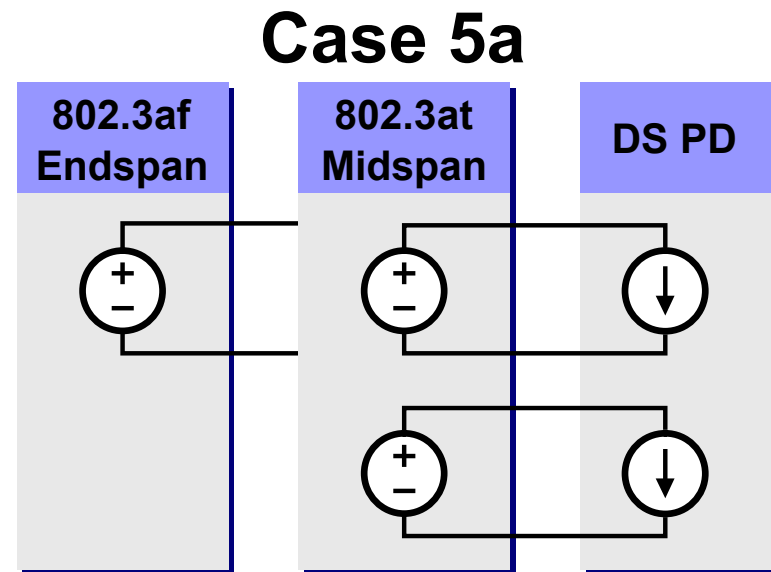 Case 5a
802.3af
Endspan
802.3at
Midspan
DS PD
+
−
+
−
+
−